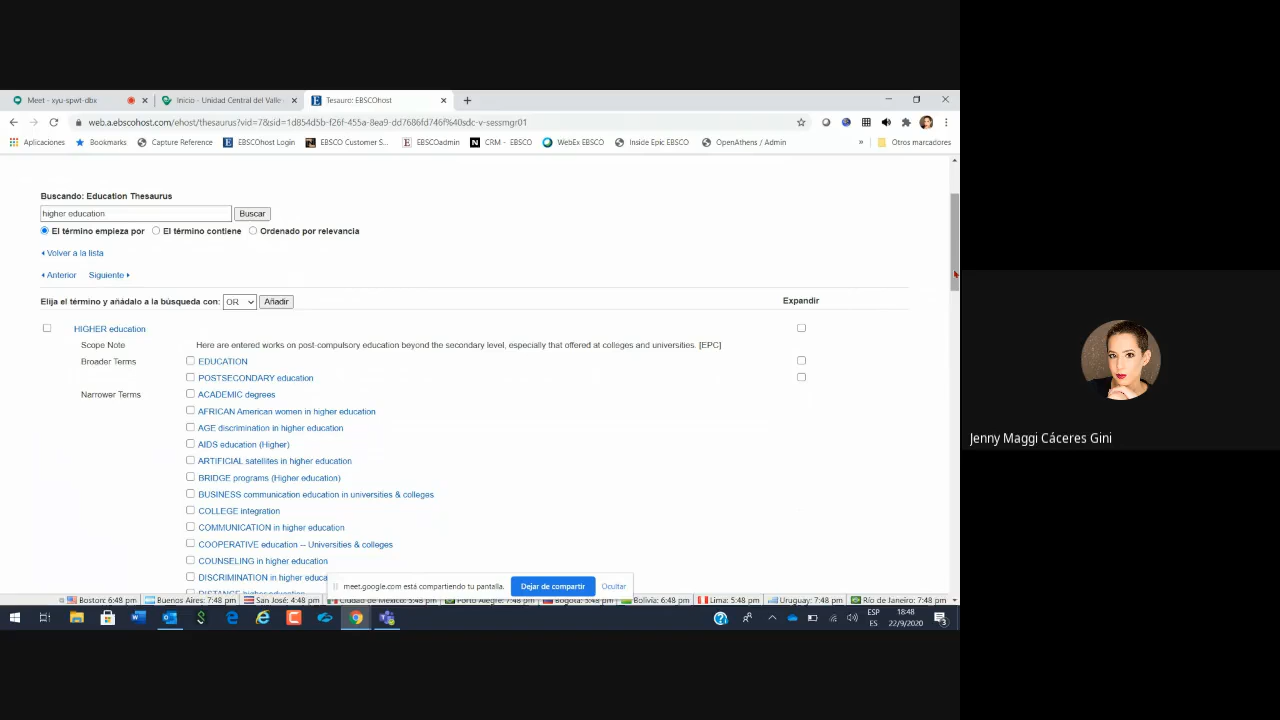 Meet - xyu-spwt-dbx
Inicio - Unidad Central del Valle
Tesauro: EBSCOhost
web.a.ebscohost.com/ehost/thesaurus?vid=7&sid=1d854d5b-f26f-455a-8ea9-dd7686fd746f%40sdc-v-sessmgr01
Aplicaciones Bookmarks Capture Reference EBSCOhost Login EBSCO Customer S... EBSCOadmin CRM - EBSCO WebEx EBSCO Inside Epic EBSCO OpenAthens / Admin » Otros marcadores
Buscando: Education Thesaurus
higher education Buscar
El término empieza por El término contiene Ordenado por relevancia
Volver a la lista
Anterior Siguiente
Elija el término y añádalo a la búsqueda con: OR Añadir Expandir
HIGHER education
Scope Note Here are entered works on post-compulsory education beyond the secondary level, especially that offered at colleges and universities. [EPC]
Broader Terms EDUCATION
POSTSECONDARY education
Narrower Terms ACADEMIC degrees
AFRICAN American women in higher education
AGE discrimination in higher education
AIDS education (Higher)
ARTIFICIAL satellites in higher education
BRIDGE programs (Higher education)
BUSINESS communication education in universities & colleges
COLLEGE integration
COMMUNICATION in higher education
COOPERATIVE education -- Universities & colleges
COUNSELING in higher education
DISCRIMINATION in higher educa
meet.google.com está compartiendo tu pantalla. Dejar de compartir Ocultar
Boston: 6:48 pm Buenos Aires: 7:48 pm San José: 4:48 pm Bolivia: 6:48 pm Lima: 5:48 pm Uruguay: 7:48 pm Río de Janeiro: 7:48 pm
ESP
ES
18:48
22/9/2020
Jenny Maggi Cáceres Gini